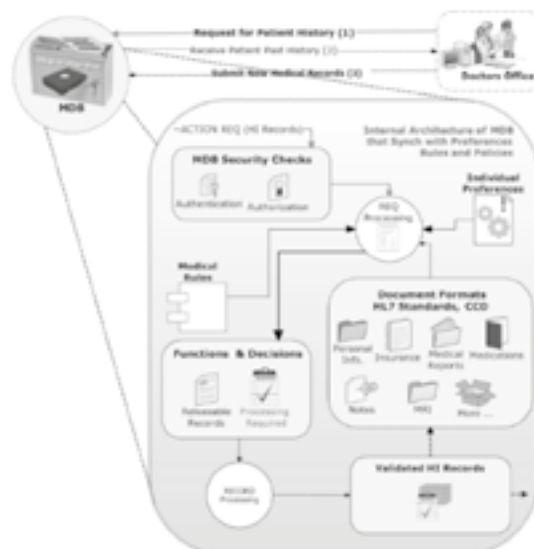 Request for Patient History (1)
Receive Patient Past History (2)
Submit New Medical Records (3)
MDB
Doctors Office
ACTION REQ (HI Records)
Internal Architecture of MDB
that Synch with Preferences
Rules and Policies
MDB Security Checks
Authentication
Authorization
REQ
Processing
Individual
Preferences
Medical
Rules
Document Formats
HL7 Standards, CCD
Personal
Info.
Insurance
Medical
Reports
Medications
Notes
MRI
More ...
Functions & Decisions
Releasable
Records
Processing
Required
RECORD
Processing
Validated HI Records